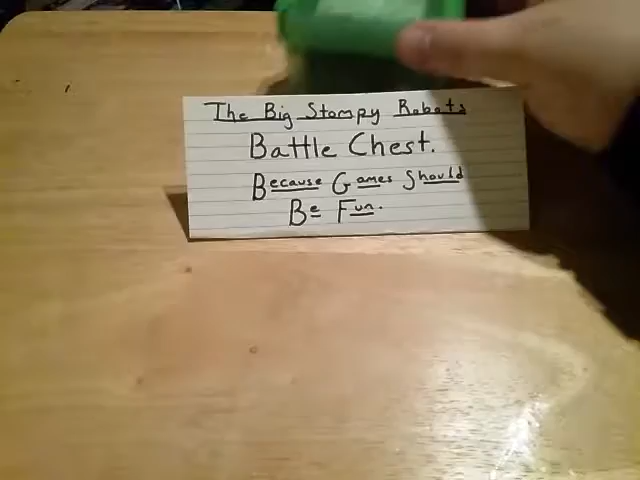 The Big Stompy Robots
Battle Chest.
Because Games Should
Be Fun.